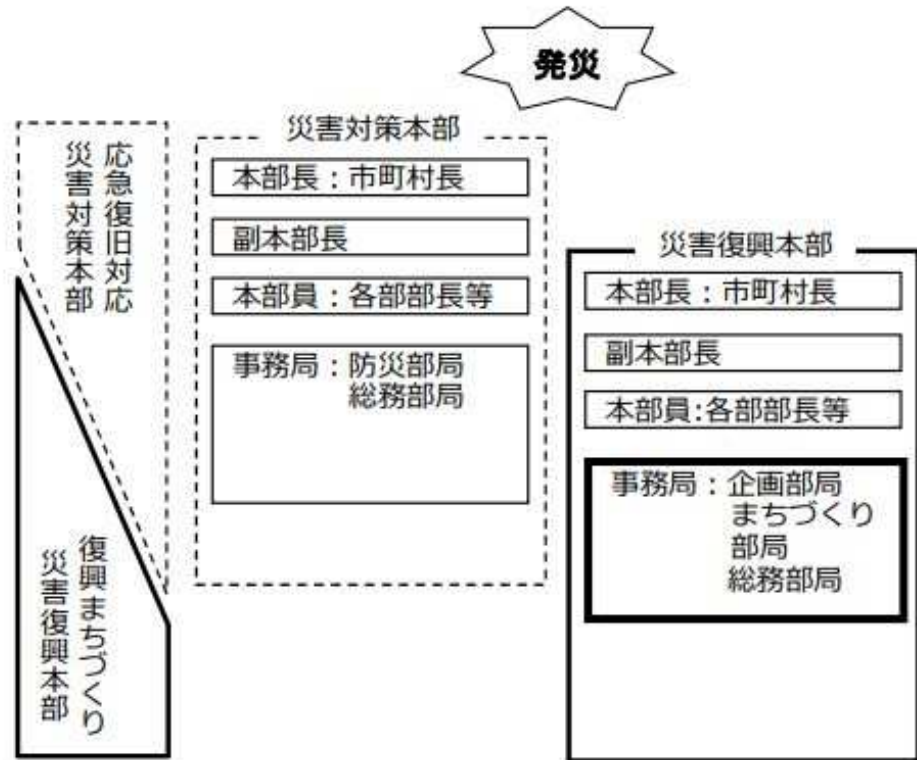 発災
応急復旧対応
災害対策本部
復興まちづくり
災害復興本部
災害対策本部
本部長：市町村長
副本部長
本部員：各部部長等
事務局：防災部局
総務部局
災害復興本部
本部長：市町村長
副本部長
本部員:各部部長等
事務局：企画部局
まちづくり
部局
総務部局